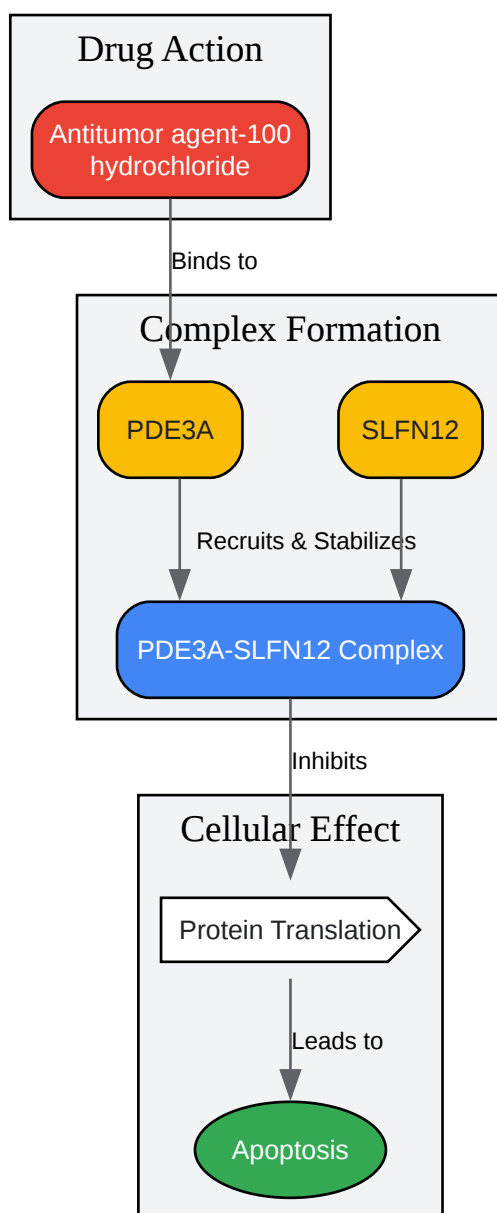 Drug Action
Antitumor agent-100
hydrochloride
Binds to
Complex Formation
PDE3A
SLFN12
Recruits & Stabilizes
PDE3A-SLFN12 Complex
Inhibits
Cellular Effect
Protein Translation
Leads to
Apoptosis